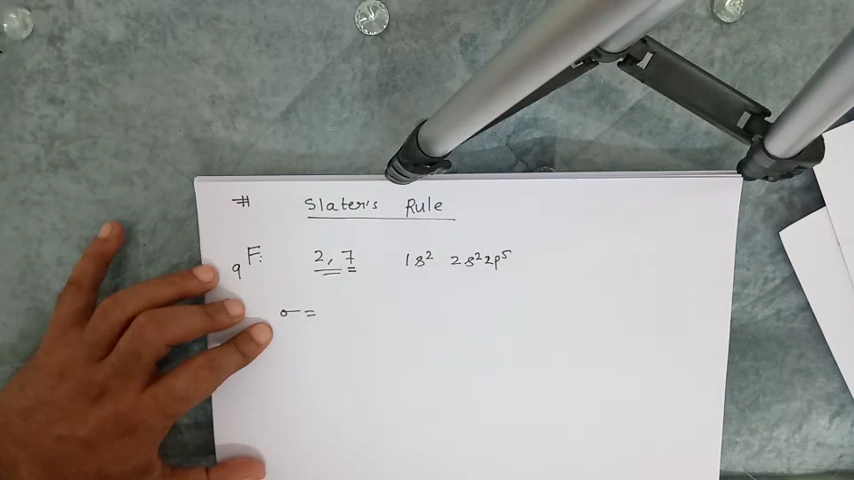 # Slater's Rule
₉F: 2, 7 1s² 2s²2p⁵
σ =